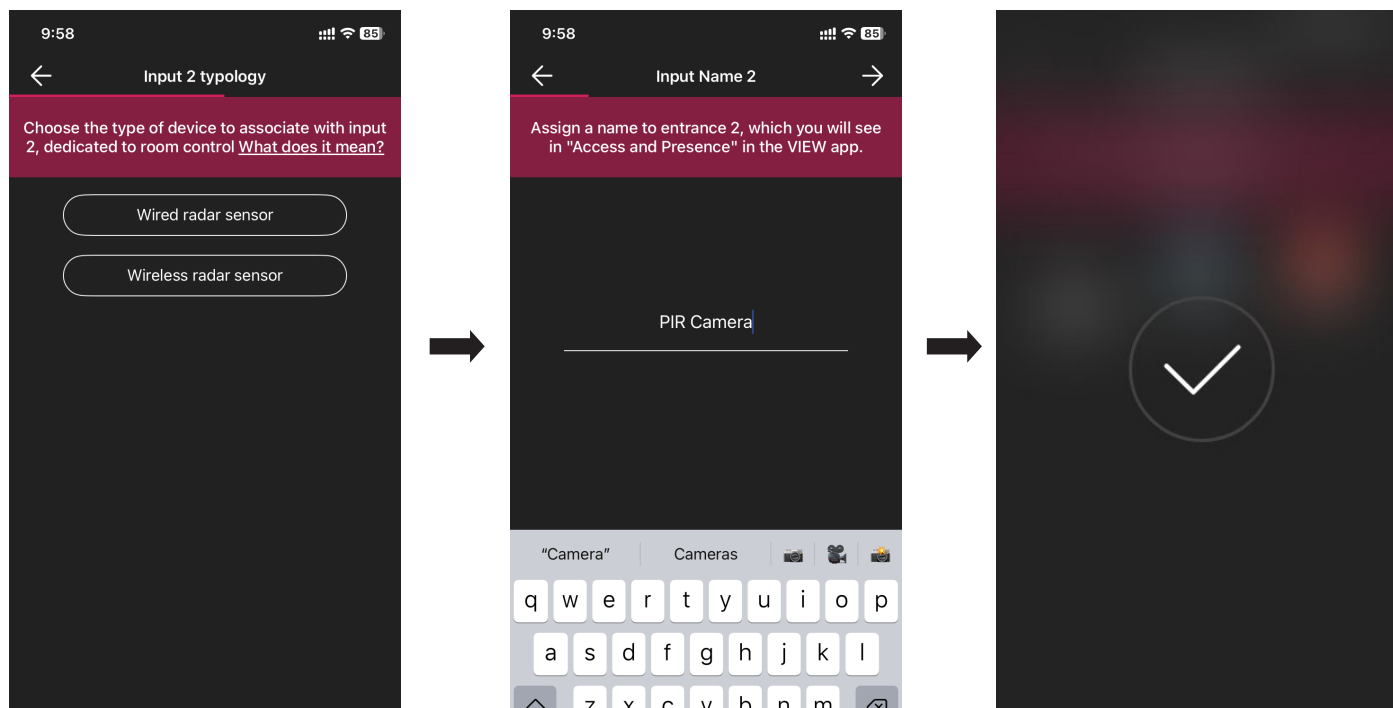 9:58
85
Input 2 typology
Choose the type of device to associate with input
2, dedicated to room control What does it mean?
Wired radar sensor
Wireless radar sensor
9:58
85
Input Name 2
Assign a name to entrance 2, which you will see
in "Access and Presence" in the VIEW app.
PIR Camera
“Camera” Cameras
q w e r t y u i o p
a s d f g h j k l
z x c v b n m